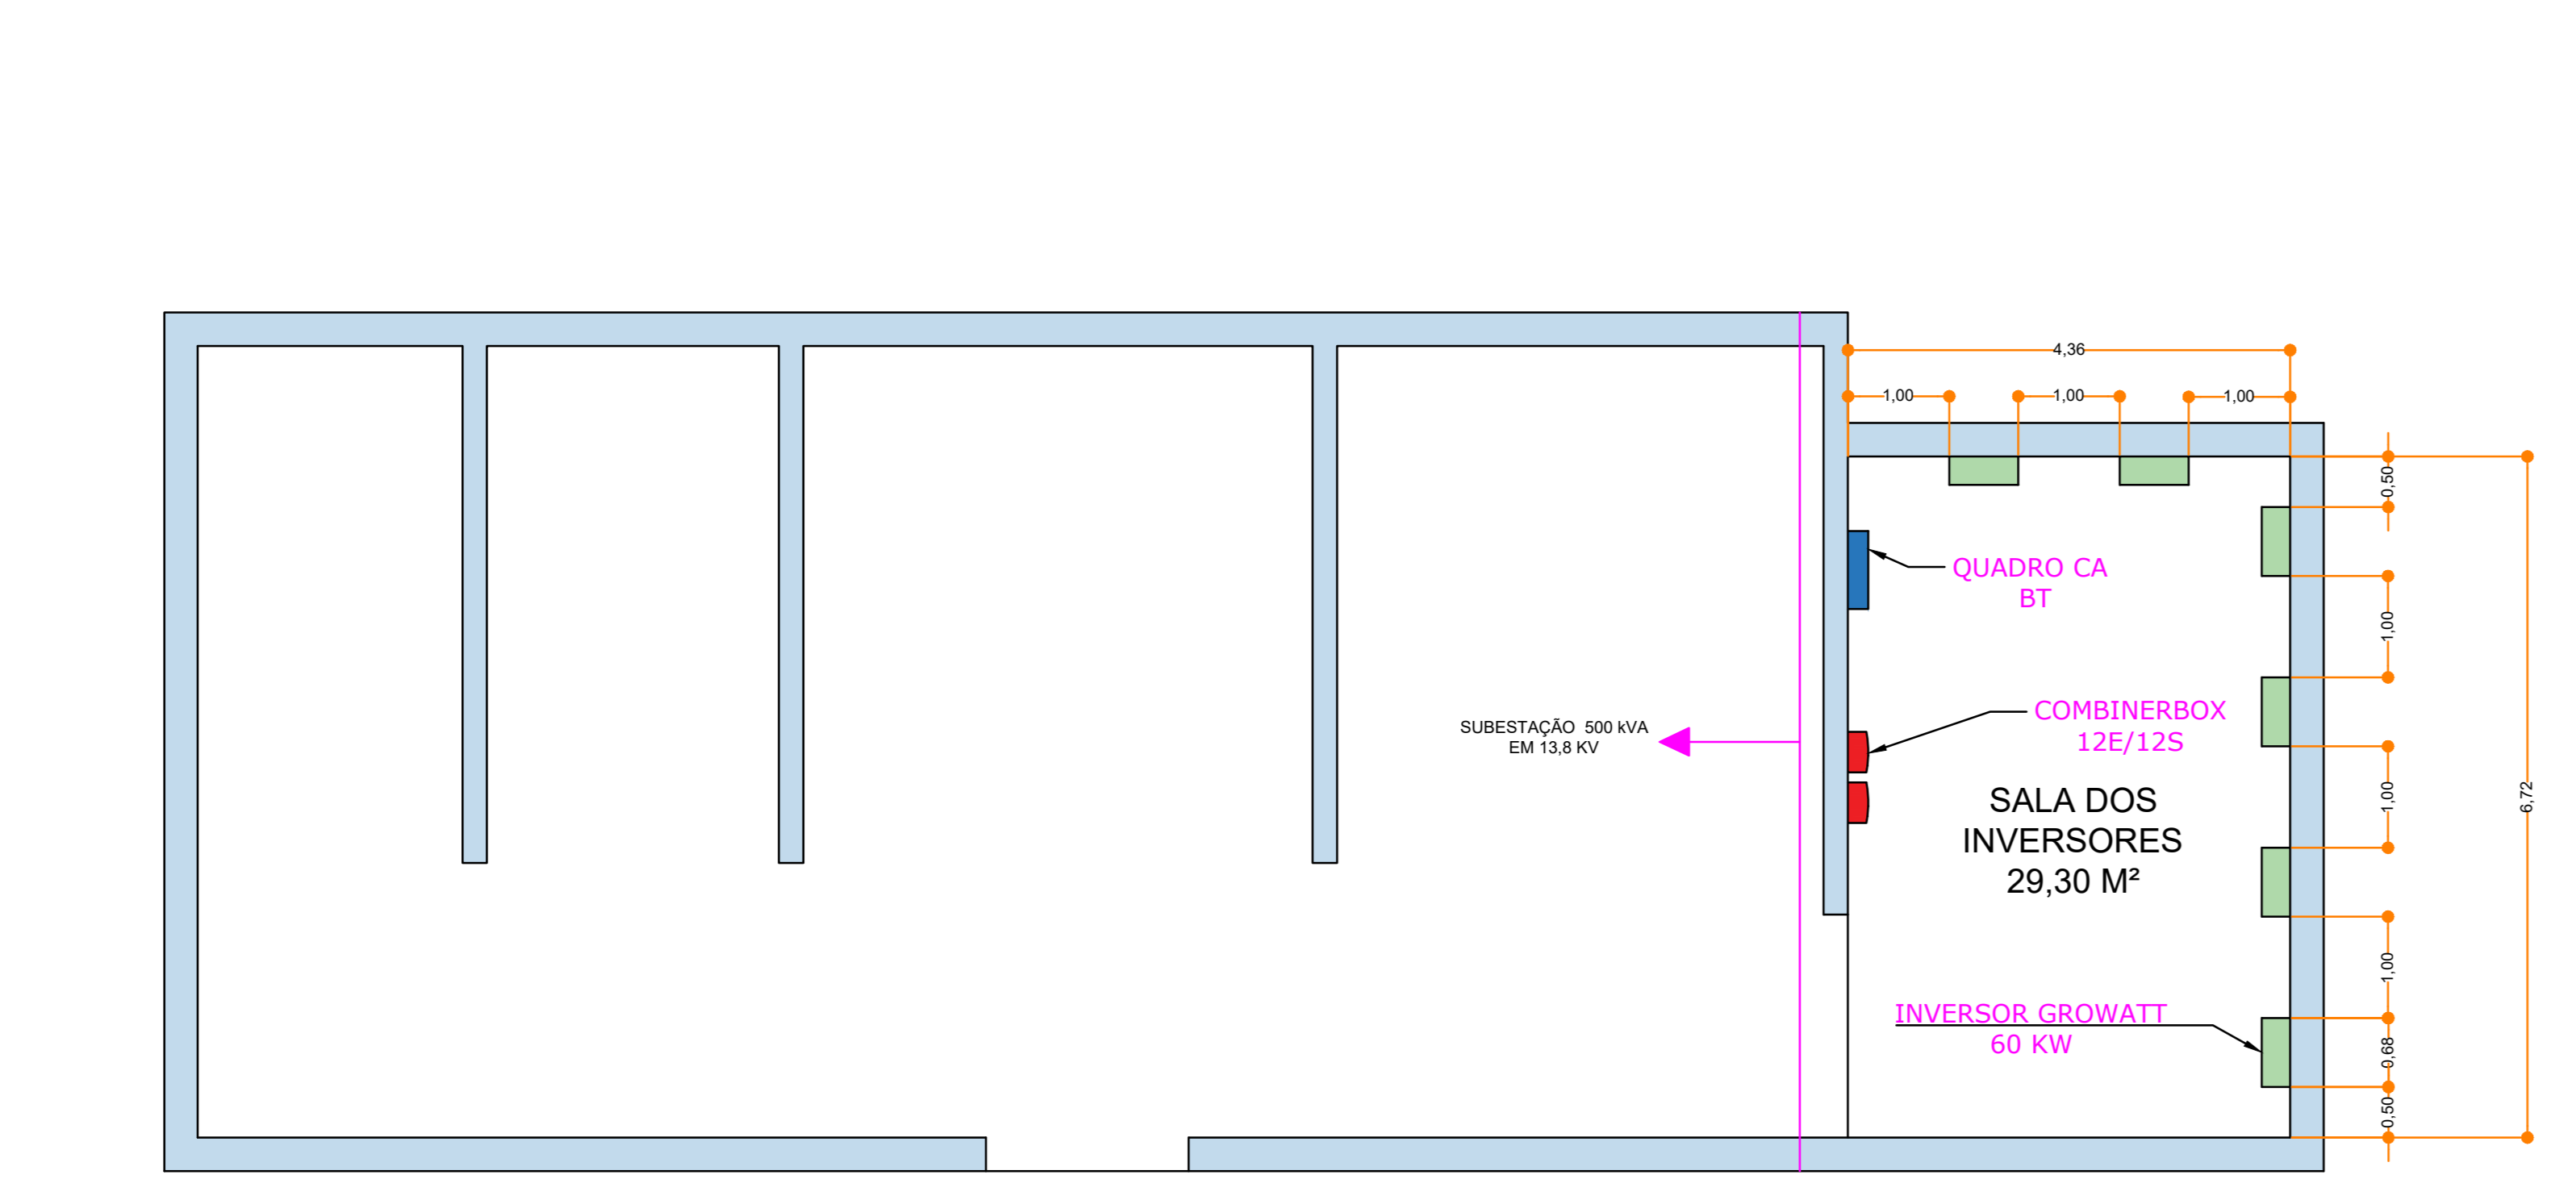 4,36
1,00
1,00
1,00
0,50
QUADRO CA
BT
1,00
COMBINERBOX
12E/12S
SUBESTAÇÃO 500 kVA
EM 13,8 KV
SALA DOS
INVERSORES
29,30 M²
1,00
6,72
1,00
INVERSOR GROWATT
60 KW
0,68
0,50